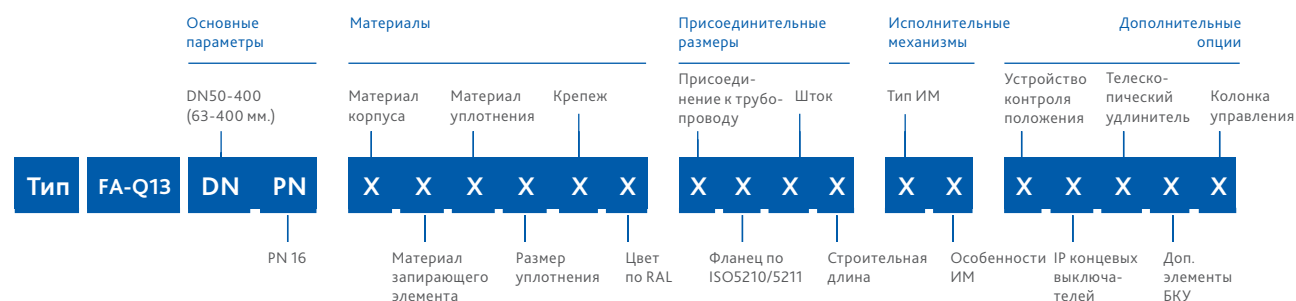 Основные
параметры
Материалы
Присоединительные
размеры
Исполнительные
механизмы
Дополнительные
опции
DN50-400
(63-400 мм.)
Материал
корпуса
Материал
уплотнения
Крепеж
Присоеди-
нение к трубо-
проводу
Шток
Тип ИМ
Устройство
контроля
положения
Телеско-
пический
удлинитель
Колонка
управления
Тип FA-Q13 DN PN X X X X X X X X X X X X X X X X X
PN 16
Материал
запирающего
элемента
Размер
уплотнения
Цвет
по RAL
Фланец по
ISO5210/5211
Строительная
длина
Особенности
ИМ
IP концевых
выключа-
телей
Доп.
элементы
БКУ